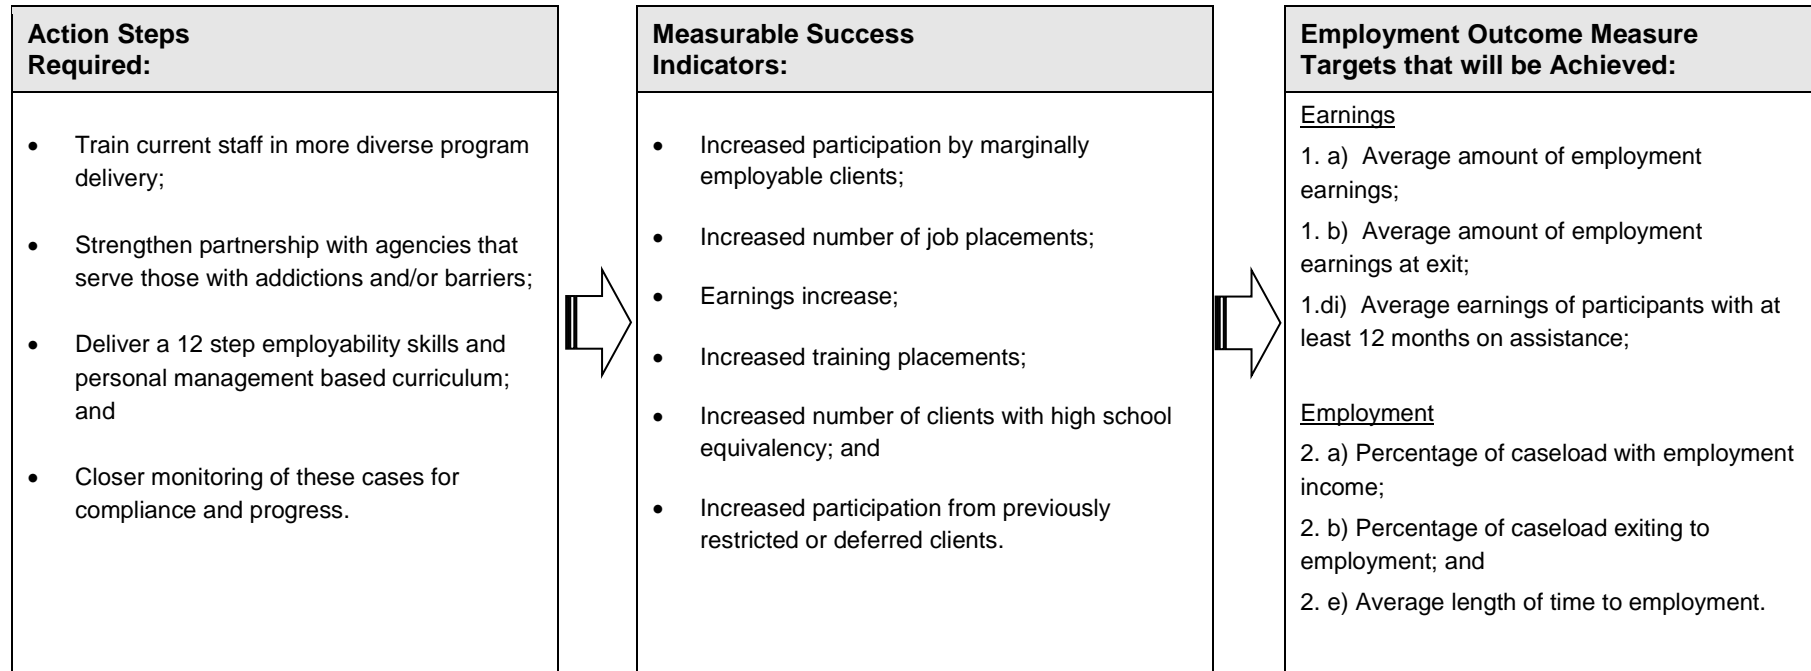 Action Steps
Required:
• Train current staff in more diverse program
delivery;
• Strengthen partnership with agencies that
serve those with addictions and/or barriers;
• Deliver a 12 step employability skills and
personal management based curriculum;
and
• Closer monitoring of these cases for
compliance and progress.
Measurable Success
Indicators:
• Increased participation by marginally
employable clients;
• Increased number of job placements;
• Earnings increase;
• Increased training placements;
• Increased number of clients with high school
equivalency; and
• Increased participation from previously
restricted or deferred clients.
Employment Outcome Measure
Targets that will be Achieved:
Earnings
1. a) Average amount of employment
earnings;
1. b) Average amount of employment
earnings at exit;
1.di) Average earnings of participants with at
least 12 months on assistance;
Employment
2. a) Percentage of caseload with employment
income;
2. b) Percentage of caseload exiting to
employment; and
2. e) Average length of time to employment.